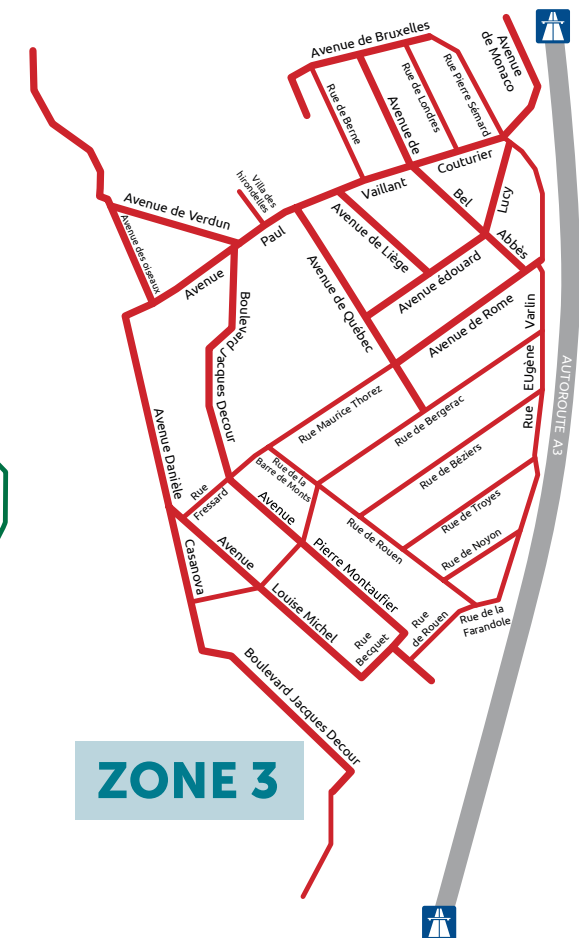 Avenue de Bruxelles
Avenue
de Monaco
Rue de Berne
Avenue de
Rue de Londres
Rue Pierre Sémard
Villa des
hirondelles
Avenue de Verdun
Avenue des oiseaux
Avenue
Paul
Vaillant
Couturier
Bel
Lucy
Abbès
Avenue de Liège
Avenue de Québec
Avenue édouard
Avenue de Rome
Boulevard
Jacques Decour
Rue EUgène Varlin
AUTOROUTE A3
Rue Maurice Thorez
Rue de Bergerac
Rue de Béziers
Rue de Troyes
Rue de Noyon
Rue de Rouen
Rue de la
Barre de Monts
Rue
Fressard
Avenue Danièle
Casanova
Avenue
Pierre Montaufier
Avenue
Louise Michel
Rue
Becquet
Rue
de Rouen
Rue de la
Farandole
Boulevard Jacques Decour
ZONE 3